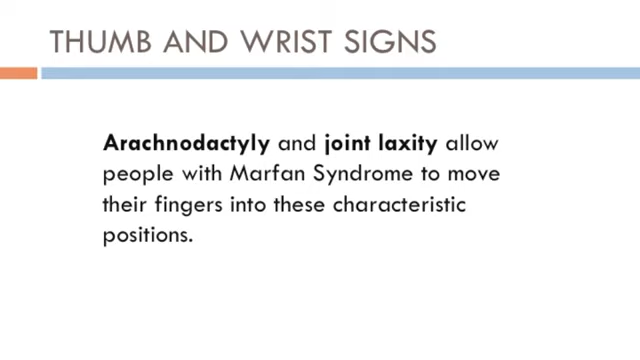 THUMB AND WRIST SIGNS
Arachnodactyly and joint laxity allow
people with Marfan Syndrome to move
their fingers into these characteristic
positions.